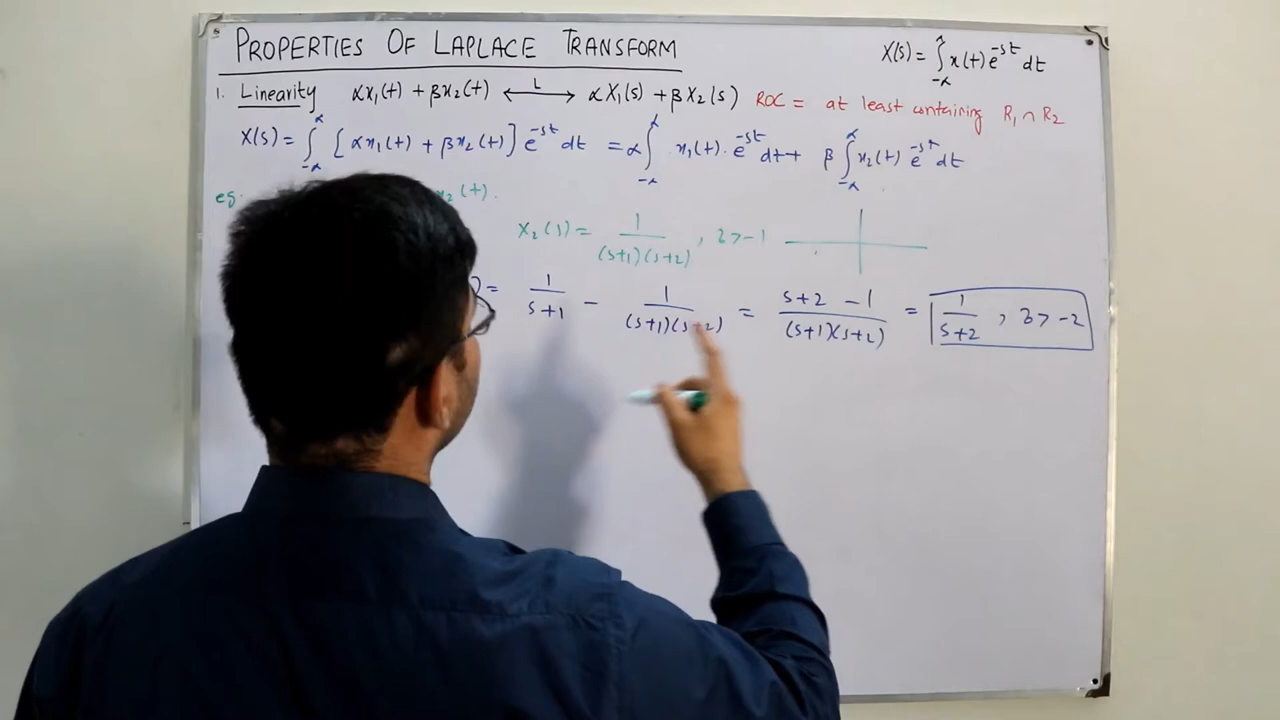 PROPERTIES OF LAPLACE TRANSFORM
X(s) = ∫_{-∝}^{∝} x(t) e^{-st} dt
1. Linearity αx₁(t) + βx₂(t) ⟷ᴸ αX₁(s) + βX₂(s) ROC = at least containing R₁ ∩ R₂
X(s) = ∫_{-∝}^{∝} [αx₁(t) + βx₂(t)] e^{-st} dt = α ∫_{-∝}^{∝} x₁(t) . e^{-st} dt + β ∫_{-∝}^{∝} x₂(t) e^{-st} dt
eg. x₂(t).
X₂(s) = 1/(s+1)(s+2) , σ > -1
= 1/(s+1) − 1/(s+1)(s+2) = (s+2 −1)/(s+1)(s+2) = 1/(s+2) , σ > -2